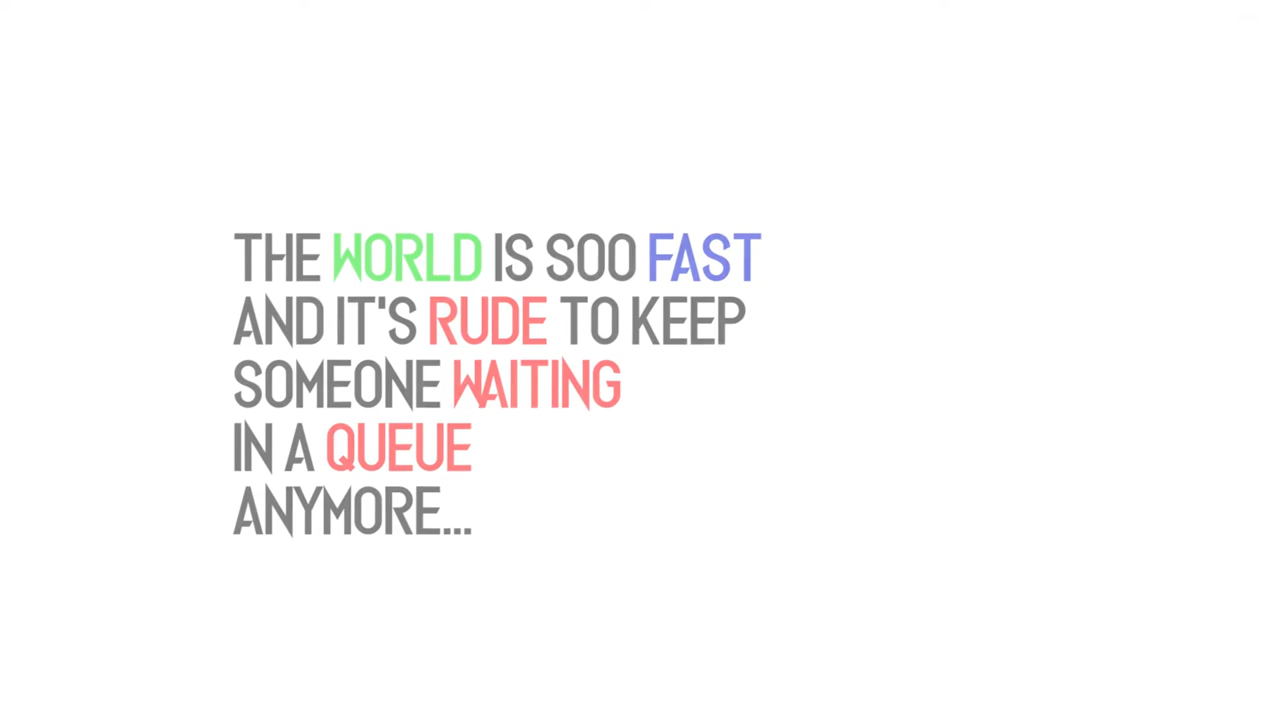 THE WORLD IS SOO FAST
AND IT'S RUDE TO KEEP
SOMEONE WAITING
IN A QUEUE
ANYMORE...